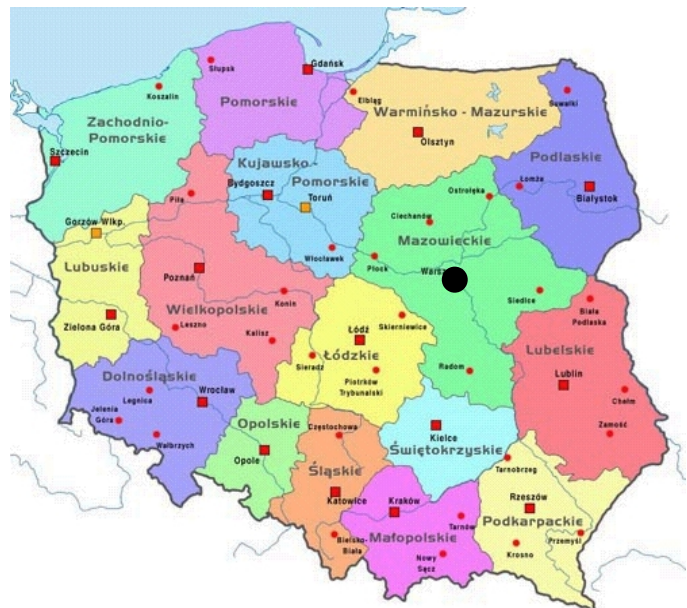 Gdańsk
Słupsk
Koszalin
Pomorskie
Elbląg
Suwałki
Warmińsko - Mazurskie
Zachodnio-
Pomorskie
Olsztyn
Szczecin
Kujawsko-
Pomorskie
Podlaskie
Łomża
Bydgoszcz
Toruń
Piła
Ostrołęka
Białystok
Ciechanów
Gorzów Wlkp.
Mazowieckie
Włocławek
Płock
Lubuskie
Poznań
Warsz
Konin
Siedlce
Wielkopolskie
Biała
Podlaska
Zielona Góra
Leszno
Kalisz
Łódź
Skierniewice
Łódzkie
Lubelskie
Sieradz
Radom
Lublin
Dolnośląskie
Piotrków
Trybunalski
Legnica
Wrocław
Chełm
Jelenia
Góra
Opolskie
Częstochowa
Kielce
Zamość
Wałbrzych
Świętokrzyskie
Opole
Śląskie
Tarnobrzeg
Katowice
Kraków
Rzeszów
Tarnów
Podkarpackie
Małopolskie
Przemyśl
Bielsko-
Biała
Nowy
Sącz
Krosno